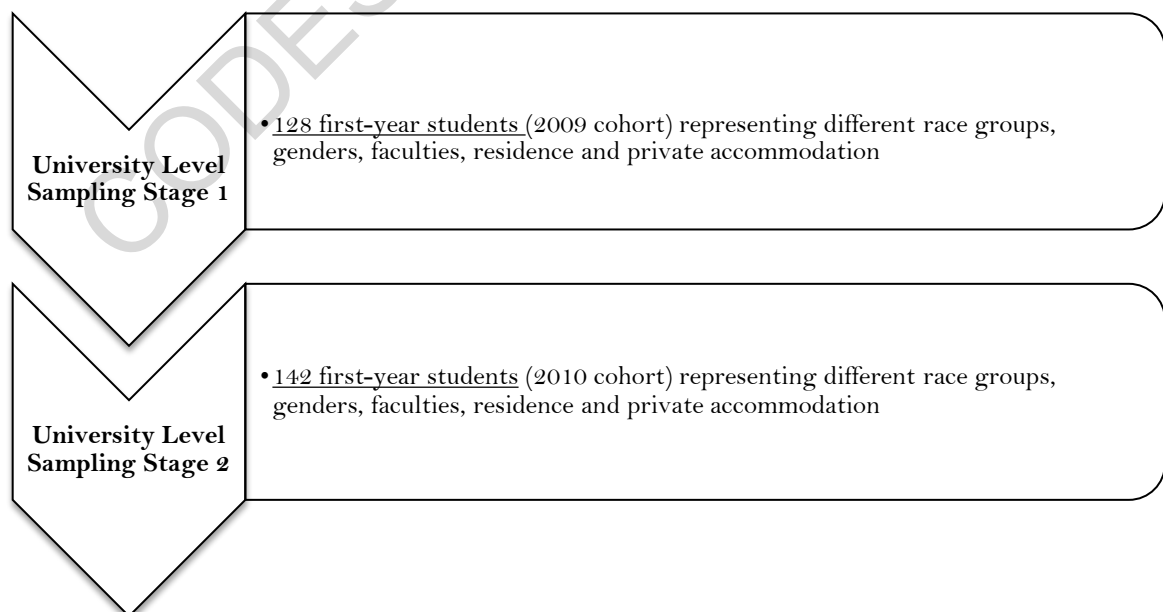 CODES
University Level
Sampling Stage 1
• 128 first-year students (2009 cohort) representing different race groups,
genders, faculties, residence and private accommodation
University Level
Sampling Stage 2
• 142 first-year students (2010 cohort) representing different race groups,
genders, faculties, residence and private accommodation